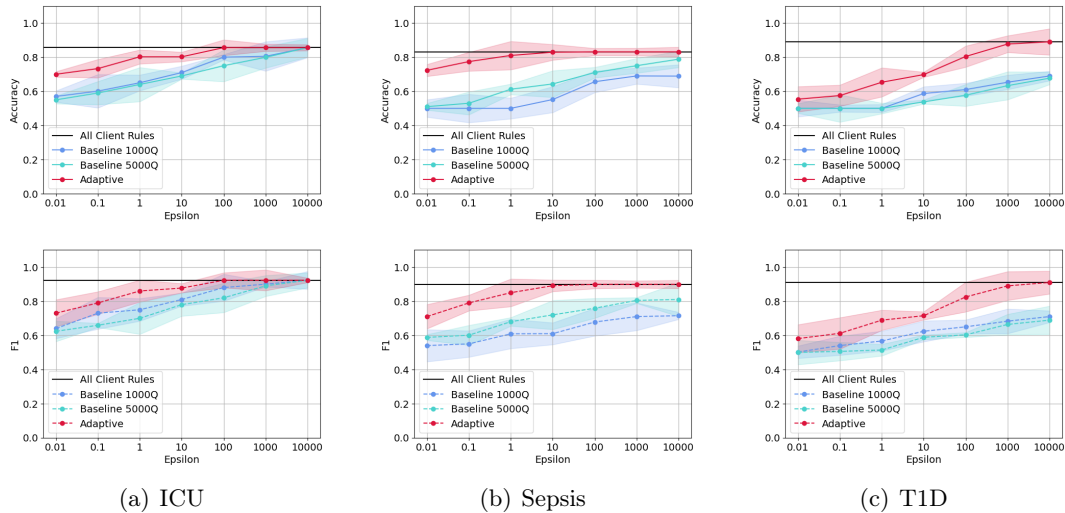 1.0
0.8
0.6
0.4
0.2
0.0
Accuracy
All Client Rules
Baseline 1000Q
Baseline 5000Q
Adaptive
0.01 0.1 1 10 100 1000 10000
Epsilon
1.0
0.8
0.6
0.4
0.2
0.0
Accuracy
All Client Rules
Baseline 1000Q
Baseline 5000Q
Adaptive
0.01 0.1 1 10 100 1000 10000
Epsilon
1.0
0.8
0.6
0.4
0.2
0.0
Accuracy
All Client Rules
Baseline 1000Q
Baseline 5000Q
Adaptive
0.01 0.1 1 10 100 1000 10000
Epsilon
1.0
0.8
0.6
0.4
0.2
0.0
F1
All Client Rules
Baseline 1000Q
Baseline 5000Q
Adaptive
0.01 0.1 1 10 100 1000 10000
Epsilon
1.0
0.8
0.6
0.4
0.2
0.0
F1
All Client Rules
Baseline 1000Q
Baseline 5000Q
Adaptive
0.01 0.1 1 10 100 1000 10000
Epsilon
1.0
0.8
0.6
0.4
0.2
0.0
F1
All Client Rules
Baseline 1000Q
Baseline 5000Q
Adaptive
0.01 0.1 1 10 100 1000 10000
Epsilon
(a) ICU
(b) Sepsis
(c) T1D